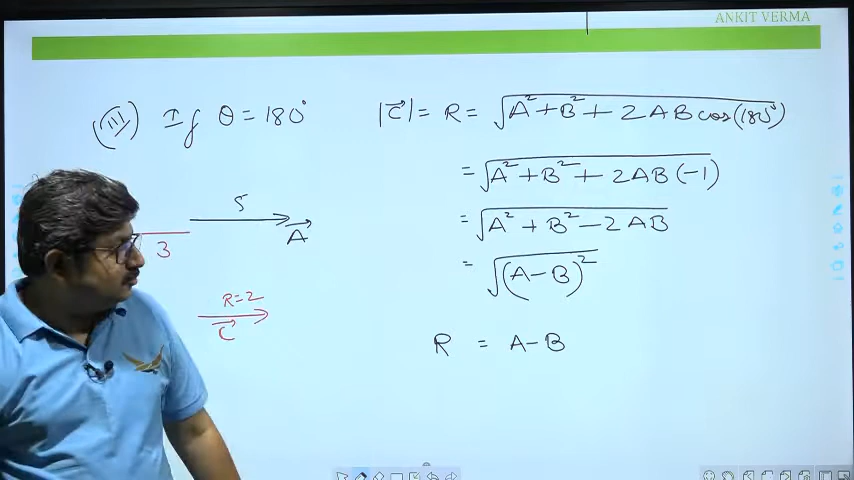 ANKIT VERMA
(III) If θ = 180°
|C⃗| = R = √(A² + B² + 2AB cos(180°))
= √(A² + B² + 2AB(-1))
= √(A² + B² - 2AB)
= √((A - B)²)
R = A - B
5
A⃗
3
R = 2
C⃗